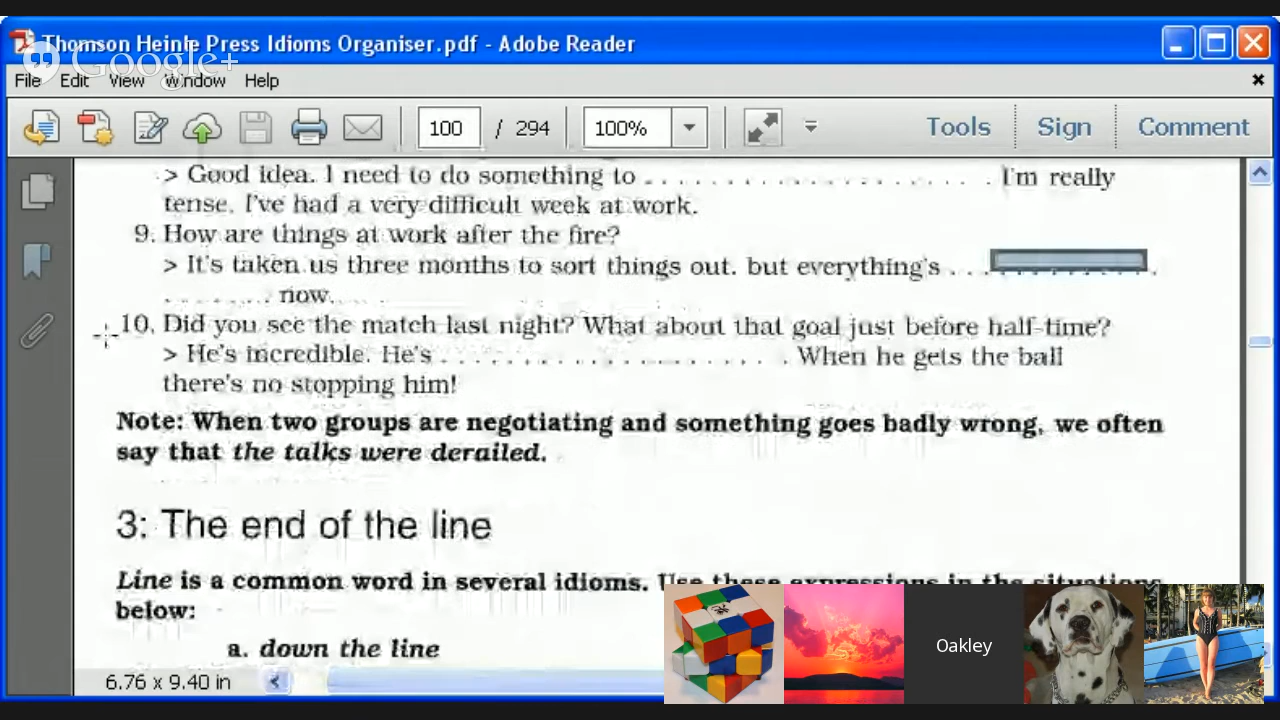 Thomson Heinle Press Idioms Organiser.pdf - Adobe Reader
Google+
File Edit View Window Help
100 / 294 100% Tools Sign Comment
> Good idea. I need to do something to . . . . . . . . . . . . . . . . . . . . . . I'm really
tense. I've had a very difficult week at work.
9. How are things at work after the fire?
> It's taken us three months to sort things out. but everything's . . . . . . . . . . . . . .
. . . . . . . . now.
10. Did you see the match last night? What about that goal just before half-time?
> He's incredible. He's . . . . . . . . . . . . . . . . . . . . . . When he gets the ball
there's no stopping him!
Note: When two groups are negotiating and something goes badly wrong, we often
say that the talks were derailed.
3: The end of the line
Line is a common word in several idioms. Use these expressions in the situations
below:
a. down the line
6.76 x 9.40 in
Oakley